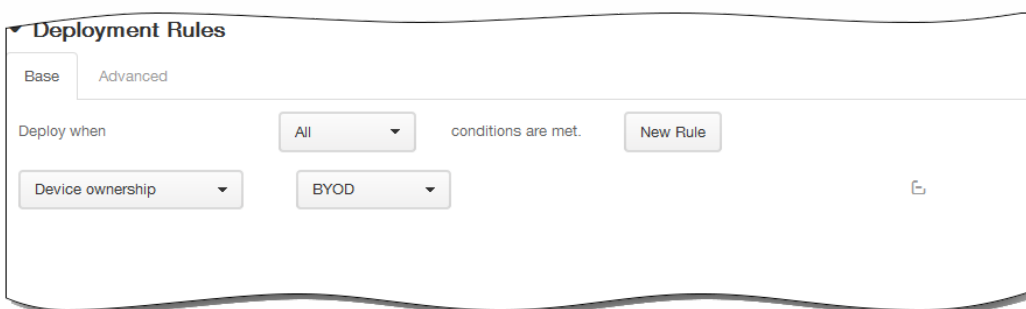 Deployment Rules
Base Advanced
Deploy when All conditions are met. New Rule
Device ownership BYOD